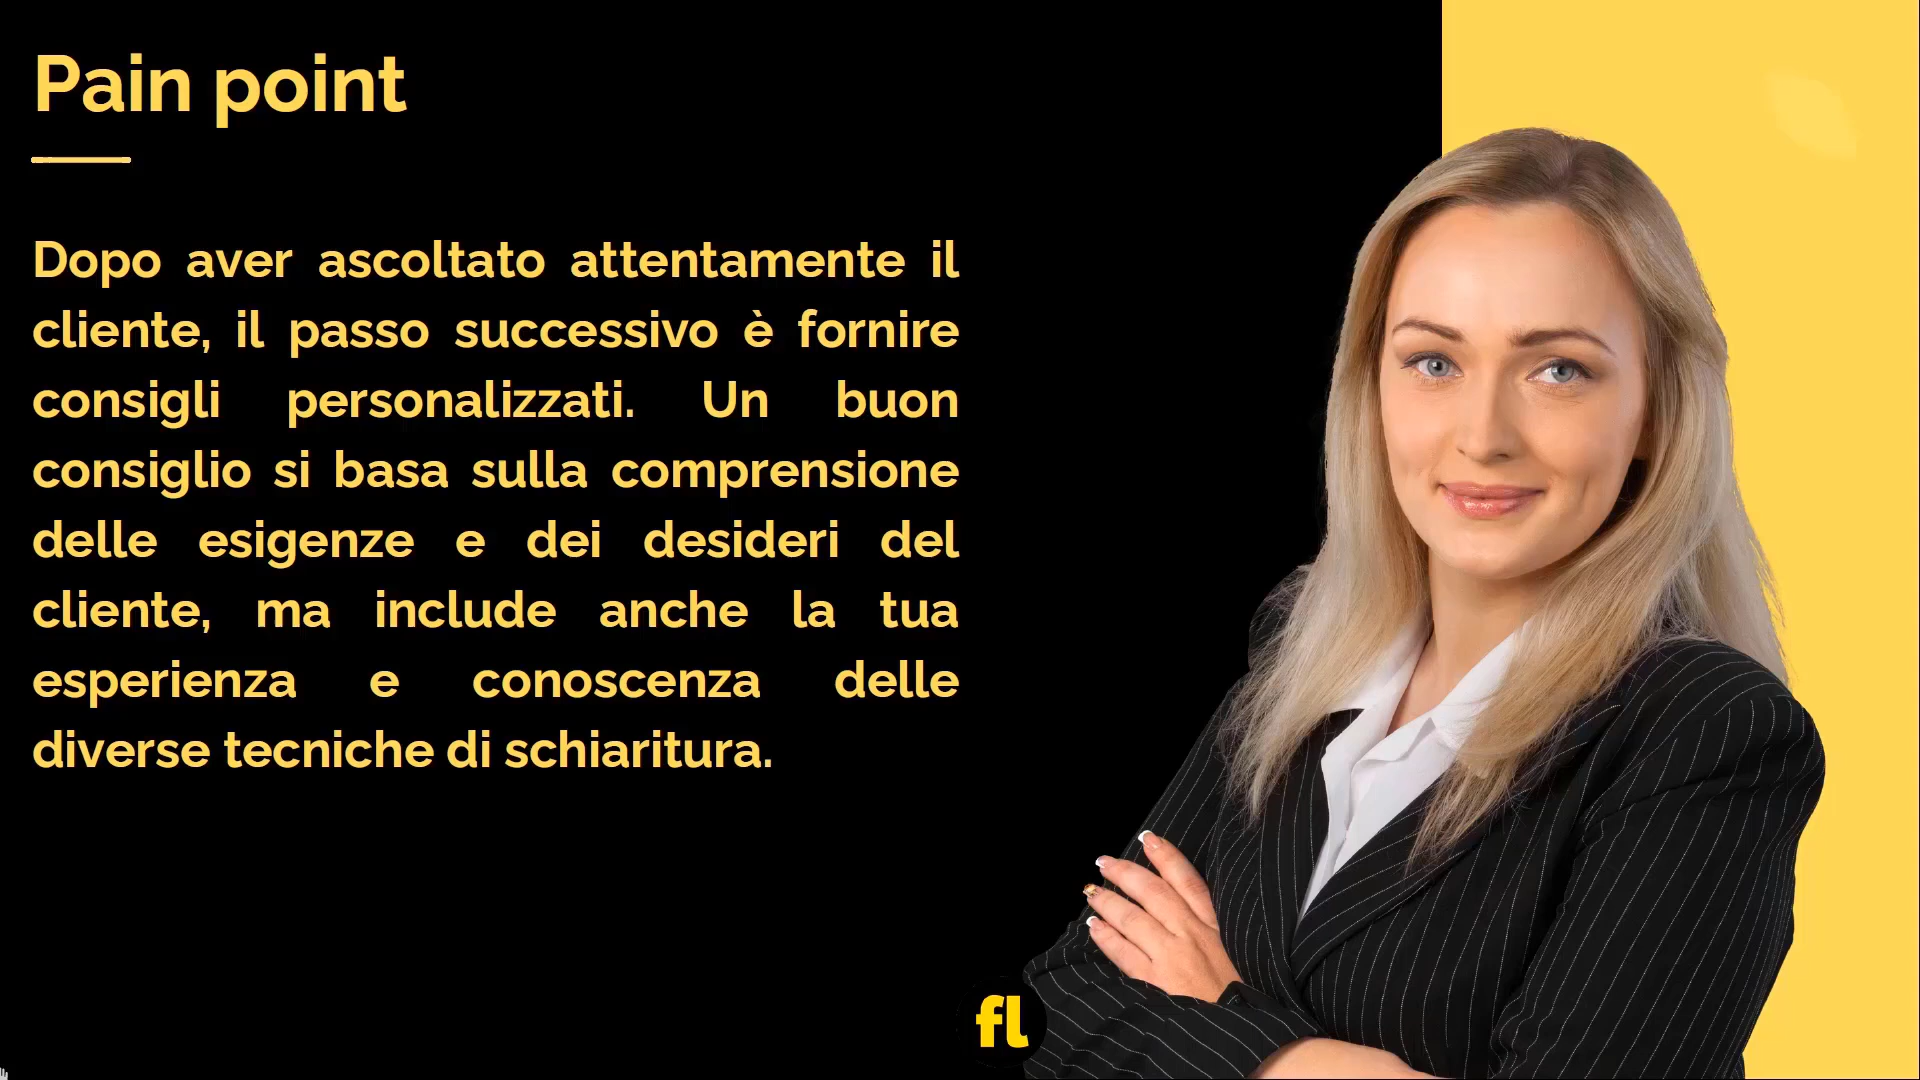 Pain point
Dopo aver ascoltato attentamente il
cliente, il passo successivo è fornire
consigli personalizzati. Un buon
consiglio si basa sulla comprensione
delle esigenze e dei desideri del
cliente, ma include anche la tua
esperienza e conoscenza delle
diverse tecniche di schiaritura.
fl